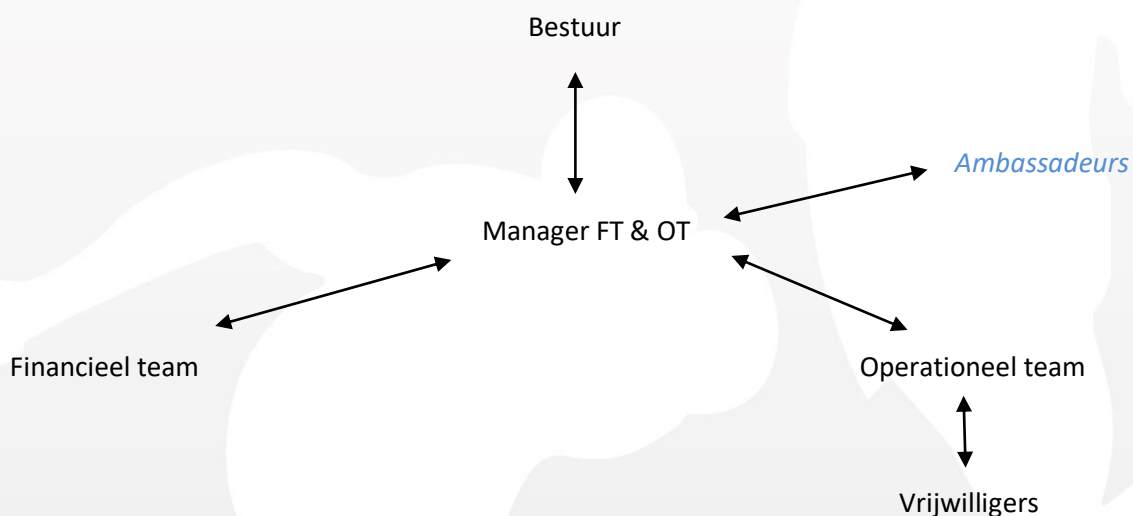 Bestuur
Ambassadeurs
Manager FT & OT
Financieel team
Operationeel team
Vrijwilligers